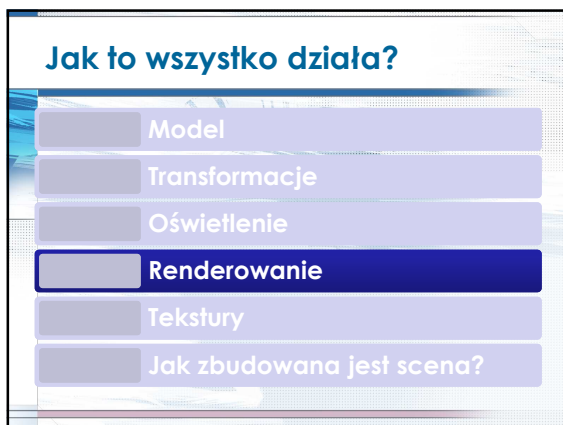 Jak to wszystko działa?
Model
Transformacje
Oświetlenie
Renderowanie
Tekstury
Jak zbudowana jest scena?